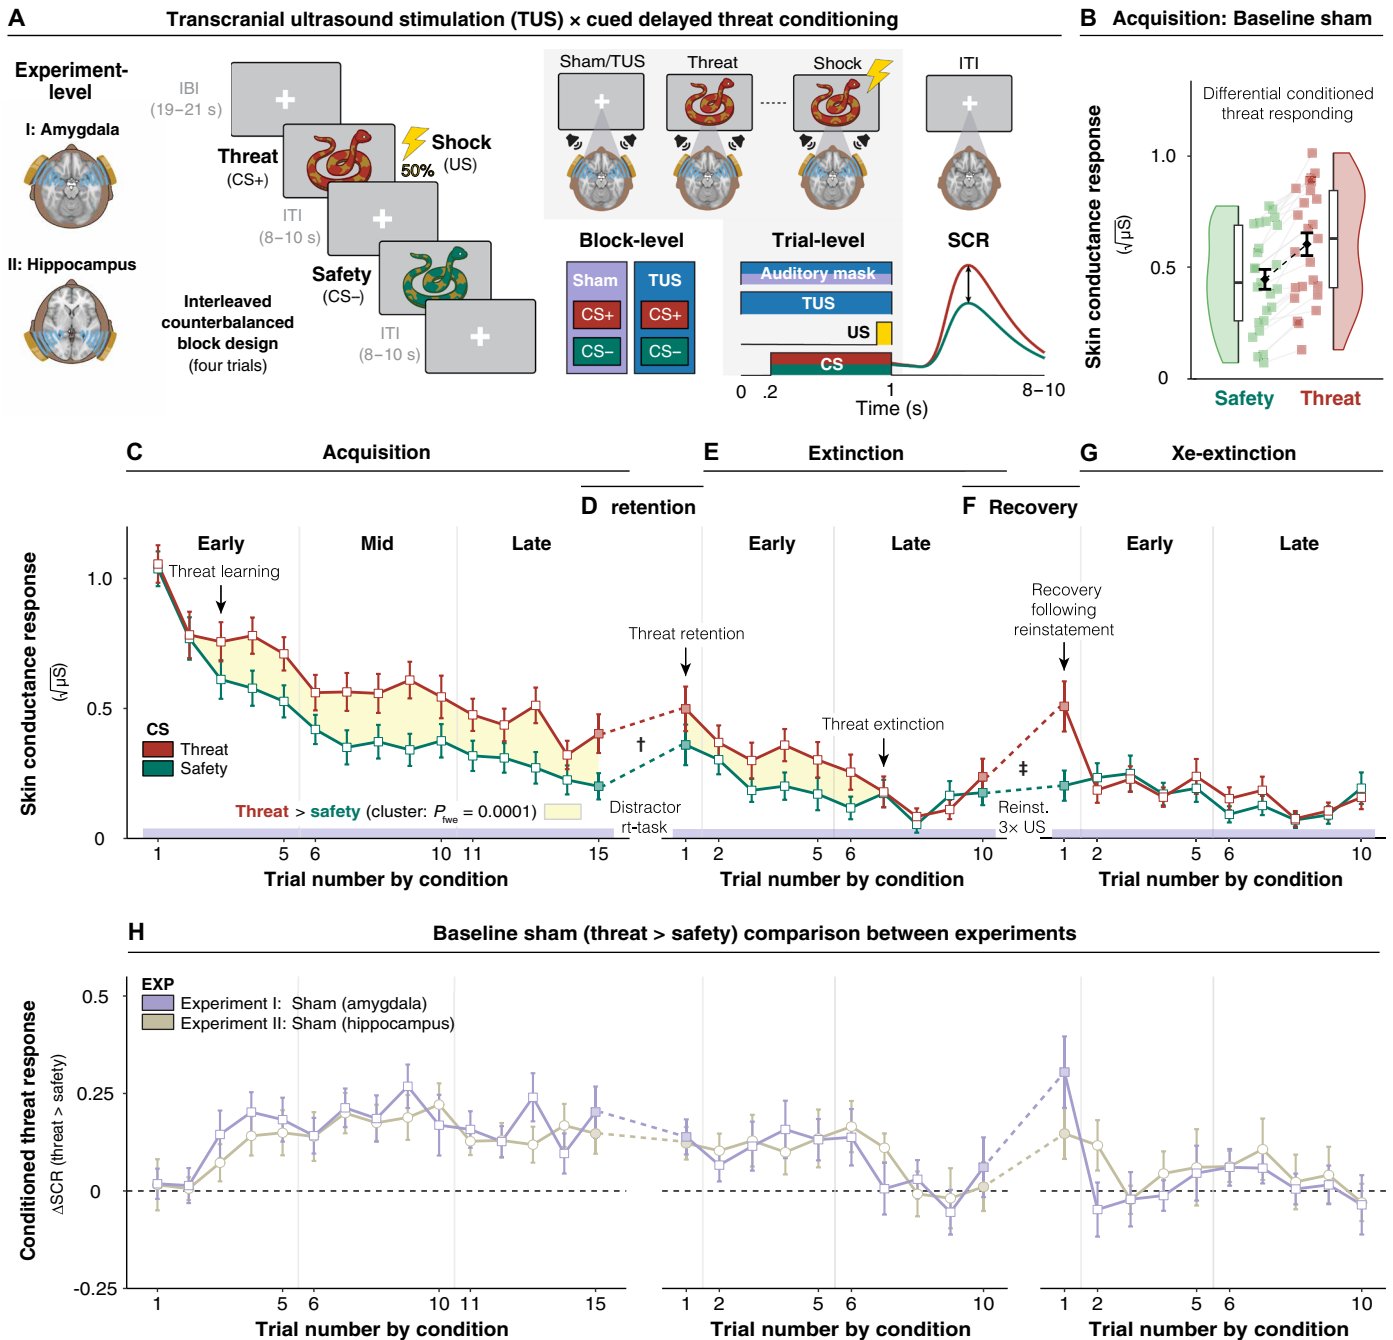 A
Transcranial ultrasound stimulation (TUS) × cued delayed threat conditioning
Experiment-
level
I: Amygdala
II: Hippocampus
IBI
(19–21 s)
Threat
(CS+)
50%
Shock
(US)
ITI
(8–10 s)
Safety
(CS–)
ITI
(8–10 s)
Interleaved
counterbalanced
block design
(four trials)
Sham/TUS
Threat
Shock
ITI
Block-level
Sham
CS+
CS–
TUS
CS+
CS–
Trial-level
Auditory mask
TUS
US
CS
SCR
0
.2
1
8–10
Time (s)
B
Acquisition: Baseline sham
Differential conditioned
threat responding
Skin conductance response
(√μS)
1.0
0.5
0
Safety
Threat
C
Acquisition
D
retention
E
Extinction
F
Recovery
G
Xe-extinction
Early
Mid
Late
Early
Late
Early
Late
Threat learning
Threat retention
Threat extinction
Recovery
following
reinstatement
Skin conductance response
(√μS)
1.0
0.5
0
CS
Threat
Safety
Threat > safety (cluster: Pfwe = 0.0001)
†
Distractor
rt-task
‡
Reinst.
3× US
1
5
6
10
11
15
1
2
5
6
10
1
2
5
6
10
Trial number by condition
Trial number by condition
Trial number by condition
H
Baseline sham (threat > safety) comparison between experiments
Conditioned threat response
ΔSCR (threat > safety)
0.5
0.25
0
-0.25
EXP
Experiment I: Sham (amygdala)
Experiment II: Sham (hippocampus)
1
5
6
10
11
15
1
2
5
6
10
1
2
5
6
10
Trial number by condition
Trial number by condition
Trial number by condition